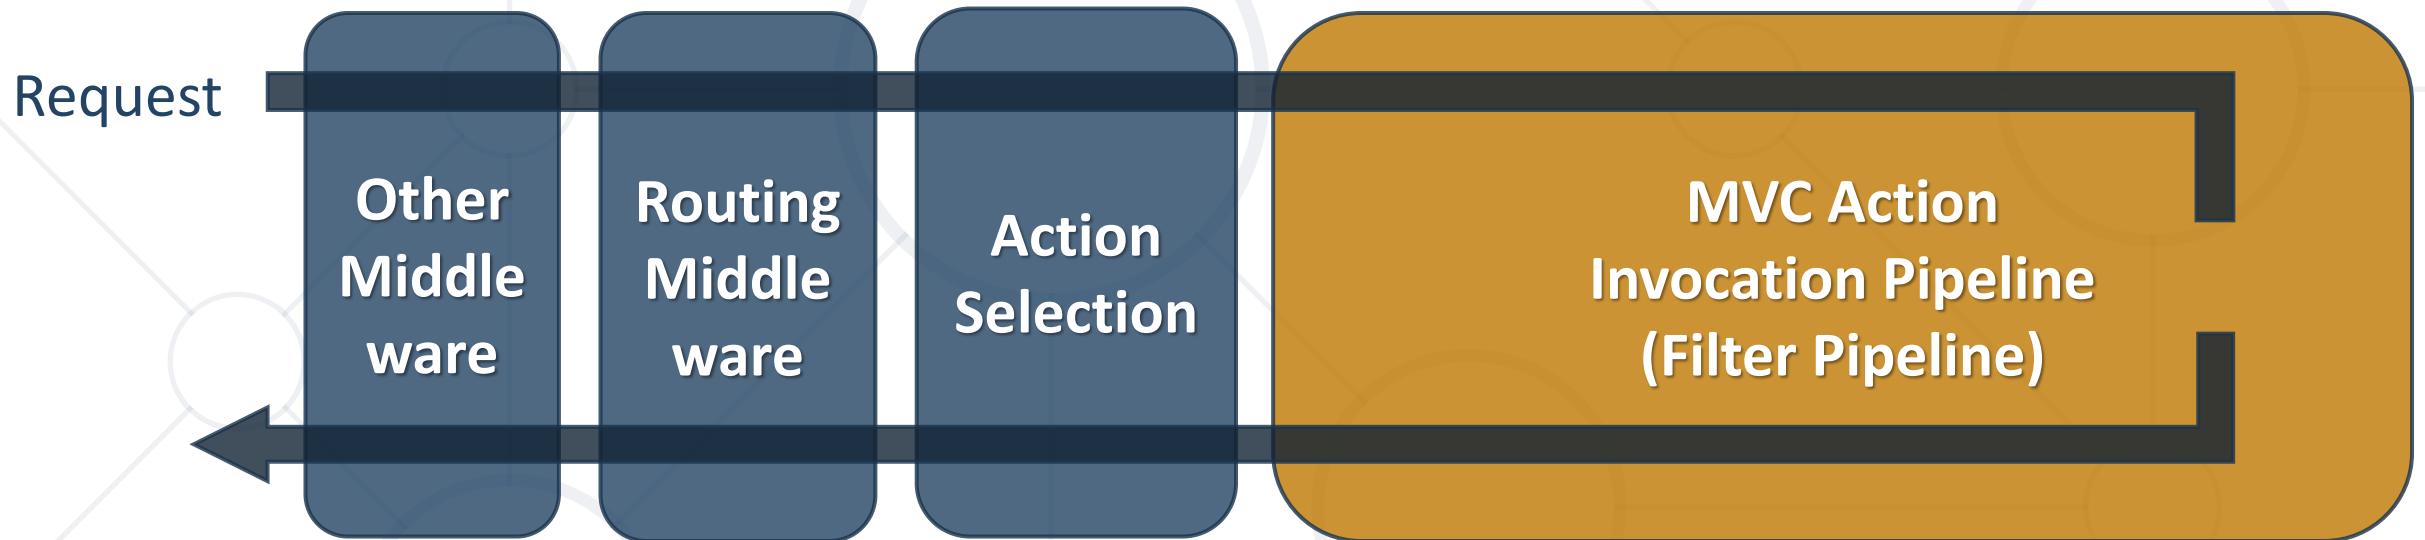 Request
Other
Middle
ware
Routing
Middle
ware
Action
Selection
MVC Action
Invocation Pipeline
(Filter Pipeline)